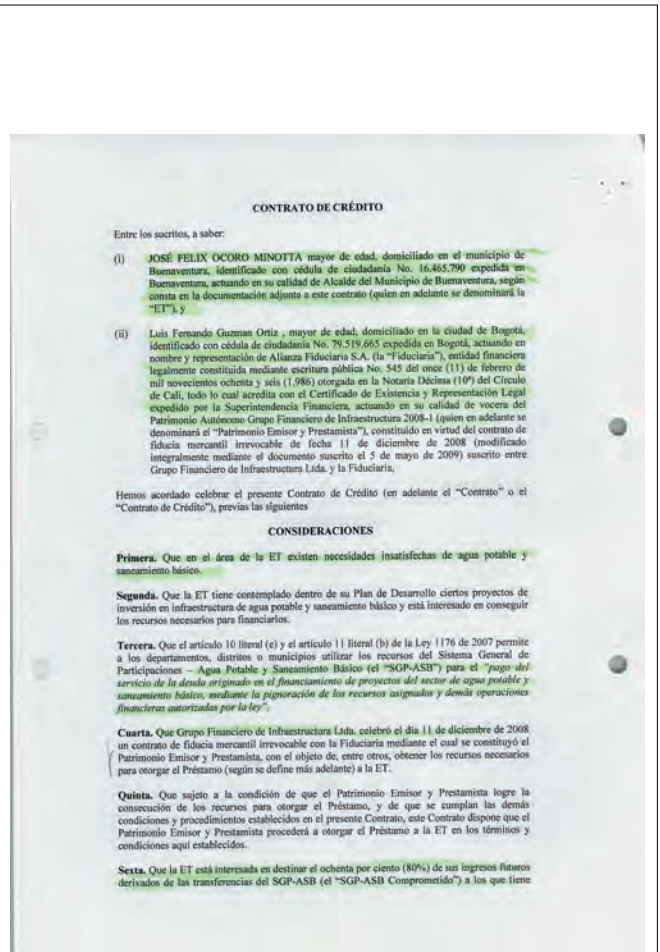 CONTRATO DE CRÉDITO
Entre los sucritos, a saber:
(i) JOSÉ FELIX OCORO MINOTTA mayor de edad, domiciliado en el municipio de
Buenaventura, identificado con cédula de ciudadanía No. 16.465.790 expedida en
Buenaventura, actuando en su calidad de Alcalde del Municipio de Buenaventura, según
consta en la documentación adjunta a este contrato (quien en adelante se denominará la
“ET”), y
(ii) Luis Fernando Guzman Ortiz , mayor de edad, domiciliado en la ciudad de Bogotá,
identificado con cédula de ciudadanía No. 79.519.665 expedida en Bogotá, actuando en
nombre y representación de Alianza Fiduciaria S.A. (la “Fiduciaria”), entidad financiera
legalmente constituida mediante escritura pública No. 545 del once (11) de febrero de
mil novecientos ochenta y seis (1.986) otorgada en la Notaría Décima (10ª) del Círculo
de Cali, todo lo cual acredita con el Certificado de Existencia y Representación Legal
expedido por la Superintendencia Financiera, actuando en su calidad de vocera del
Patrimonio Autónomo Grupo Financiero de Infraestructura 2008-1 (quien en adelante se
denominará el “Patrimonio Emisor y Prestamista”), constituido en virtud del contrato de
fiducia mercantil irrevocable de fecha 11 de diciembre de 2008 (modificado
integralmente mediante el documento suscrito el 5 de mayo de 2009) suscrito entre
Grupo Financiero de Infraestructura Ltda. y la Fiduciaria,
Hemos acordado celebrar el presente Contrato de Crédito (en adelante el “Contrato” o el
“Contrato de Crédito”), previas las siguientes
CONSIDERACIONES
Primera. Que en el área de la ET existen necesidades insatisfechas de agua potable y
saneamiento básico.
Segunda. Que la ET tiene contemplado dentro de su Plan de Desarrollo ciertos proyectos de
inversión en infraestructura de agua potable y saneamiento básico y está interesado en conseguir
los recursos necesarios para financiarlos.
Tercera. Que el artículo 10 literal (e) y el artículo 11 literal (b) de la Ley 1176 de 2007 permite
a los departamentos, distritos o municipios utilizar los recursos del Sistema General de
Participaciones – Agua Potable y Saneamiento Básico (el “SGP-ASB”) para el “pago del
servicio de la deuda originado en el financiamiento de proyectos del sector de agua potable y
saneamiento básico, mediante la pignoración de los recursos asignados y demás operaciones
financieras autorizadas por la ley”.
Cuarta. Que Grupo Financiero de Infraestructura Ltda. celebró el día 11 de diciembre de 2008
un contrato de fiducia mercantil irrevocable con la Fiduciaria mediante el cual se constituyó el
Patrimonio Emisor y Prestamista, con el objeto de, entre otros, obtener los recursos necesarios
para otorgar el Préstamo (según se define más adelante) a la ET.
Quinta. Que sujeto a la condición de que el Patrimonio Emisor y Prestamista logre la
consecución de los recursos para otorgar el Préstamo, y de que se cumplan las demás
condiciones y procedimientos establecidos en el presente Contrato, este Contrato dispone que el
Patrimonio Emisor y Prestamista procederá a otorgar el Préstamo a la ET en los términos y
condiciones aquí establecidos.
Sexta. Que la ET está interesada en destinar el ochenta por ciento (80%) de sus ingresos futuros
derivados de las transferencias del SGP-ASB (el “SGP-ASB Comprometido”) a los que tiene